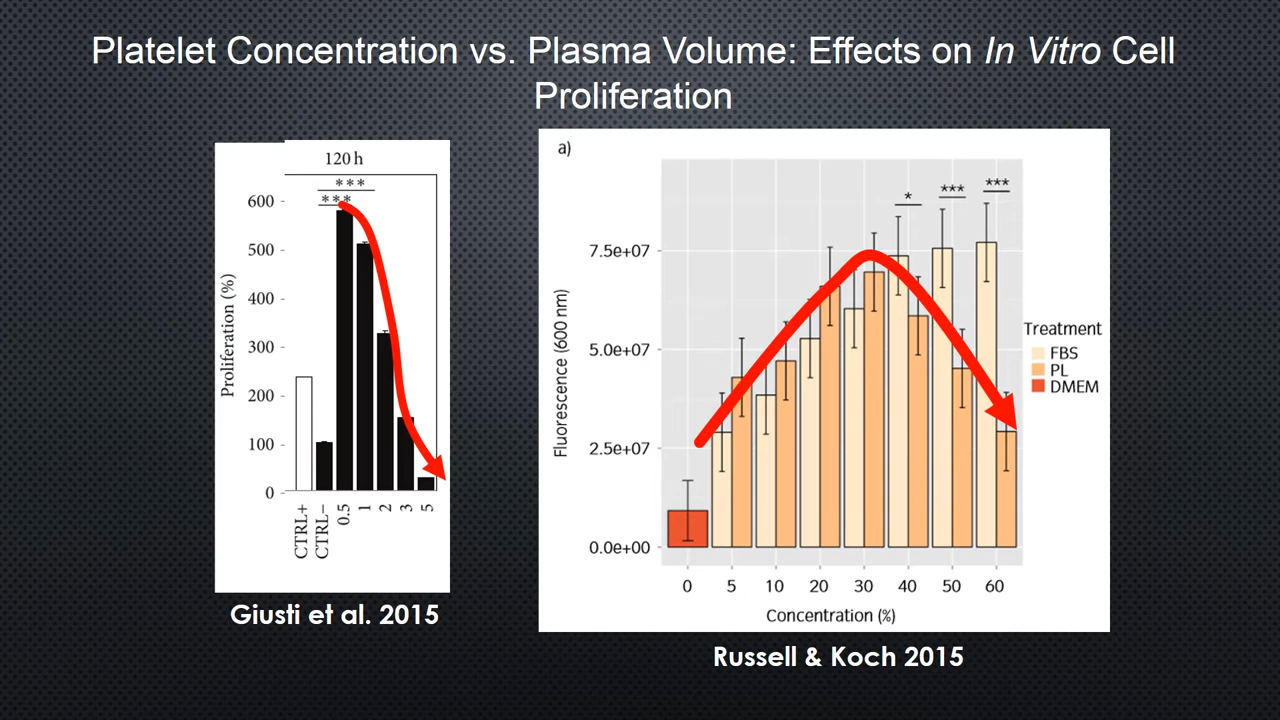 Platelet Concentration vs. Plasma Volume: Effects on In Vitro Cell
Proliferation
120 h
***
***
Proliferation (%)
600
500
400
300
200
100
0
CTRL+
CTRL−
0.5
1
2
3
5
Giusti et al. 2015
a)
*
***
***
Fluorescence (600 nm)
7.5e+07
5.0e+07
2.5e+07
0.0e+00
0 5 10 20 30 40 50 60
Concentration (%)
Treatment
FBS
PL
DMEM
Russell & Koch 2015